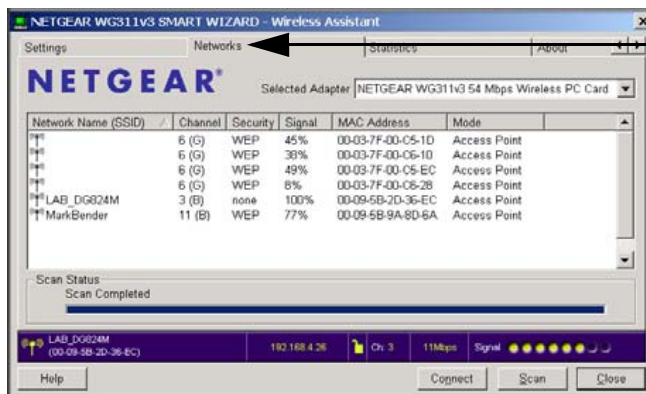 NETGEAR WG311v3 SMART WIZARD - Wireless Assistant
Settings Networks Statistics About
NETGEAR® Selected Adapter NETGEAR WG311v3 54 Mbps Wireless PC Card
Network Name (SSID) Channel Security Signal MAC Address Mode
6 (G) WEP 45% 00-03-7F-00-C5-1D Access Point
6 (G) WEP 38% 00-03-7F-00-C6-10 Access Point
6 (G) WEP 49% 00-03-7F-00-C5-EC Access Point
6 (G) WEP 8% 00-03-7F-00-C6-28 Access Point
LAB_DG824M 3 (B) none 100% 00-09-5B-2D-36-EC Access Point
MarkBender 11 (B) WEP 77% 00-09-5B-9A-8D-6A Access Point
Scan Status
Scan Completed
LAB_DG824M
(00-09-5B-2D-36-EC) 192.168.4.26 Ch: 3 11Mbps Signal
Help Connect Scan Close